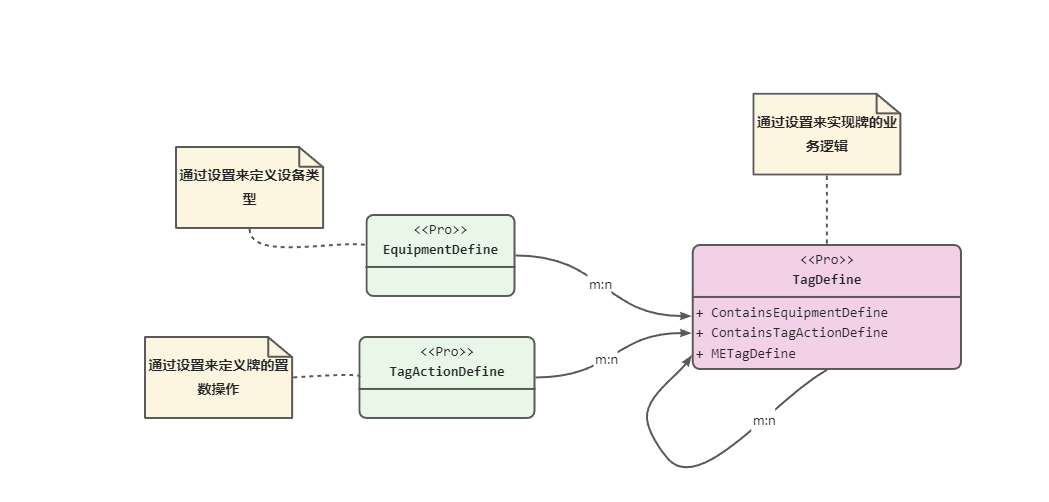 通过设置来实现牌的业
务逻辑
通过设置来定义设备类
型
<<Pro>>
EquipmentDefine
<<Pro>>
TagDefine
m:n
+ ContainsEquipmentDefine
+ ContainsTagActionDefine
+ METagDefine
通过设置来定义牌的置
数操作
<<Pro>>
TagActionDefine
m:n
m:n